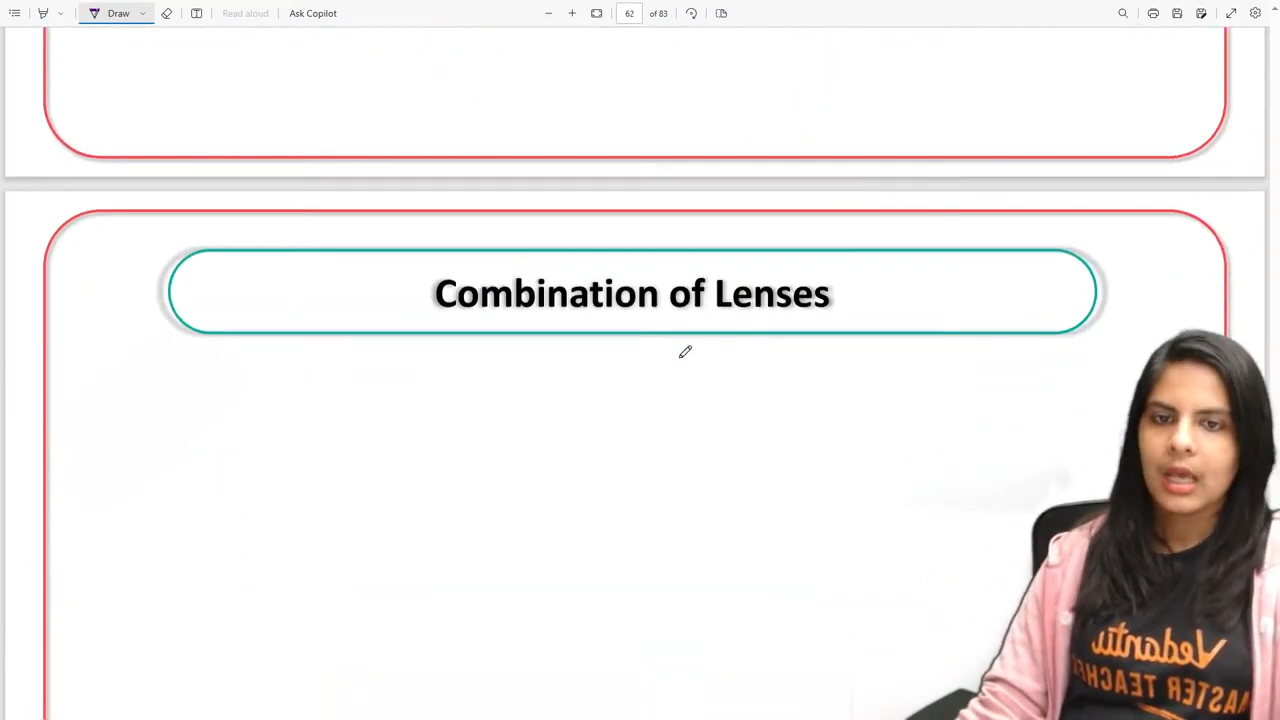 Draw
Read aloud
Ask Copilot
62
of 83
Combination of Lenses
Vedantu
MASTER TEACHER